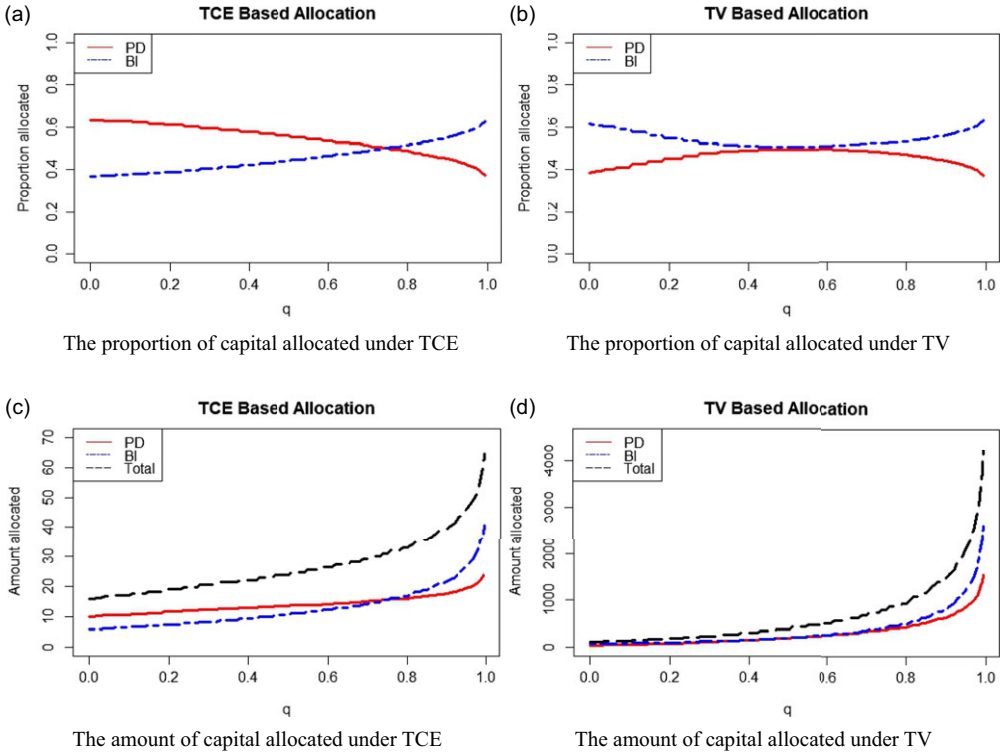 (a)
TCE Based Allocation
PD
BI
Proportion allocated
0.0 0.2 0.4 0.6 0.8 1.0
0.0 0.2 0.4 0.6 0.8 1.0
q
The proportion of capital allocated under TCE
(b)
TV Based Allocation
PD
BI
Proportion allocated
0.0 0.2 0.4 0.6 0.8 1.0
0.0 0.2 0.4 0.6 0.8 1.0
q
The proportion of capital allocated under TV
(c)
TCE Based Allocation
PD
BI
Total
Amount allocated
0 10 20 30 40 50 60 70
0.0 0.2 0.4 0.6 0.8 1.0
q
The amount of capital allocated under TCE
(d)
TV Based Allocation
PD
BI
Total
Amount allocated
0 1000 2000 3000 4000
0.0 0.2 0.4 0.6 0.8 1.0
q
The amount of capital allocated under TV